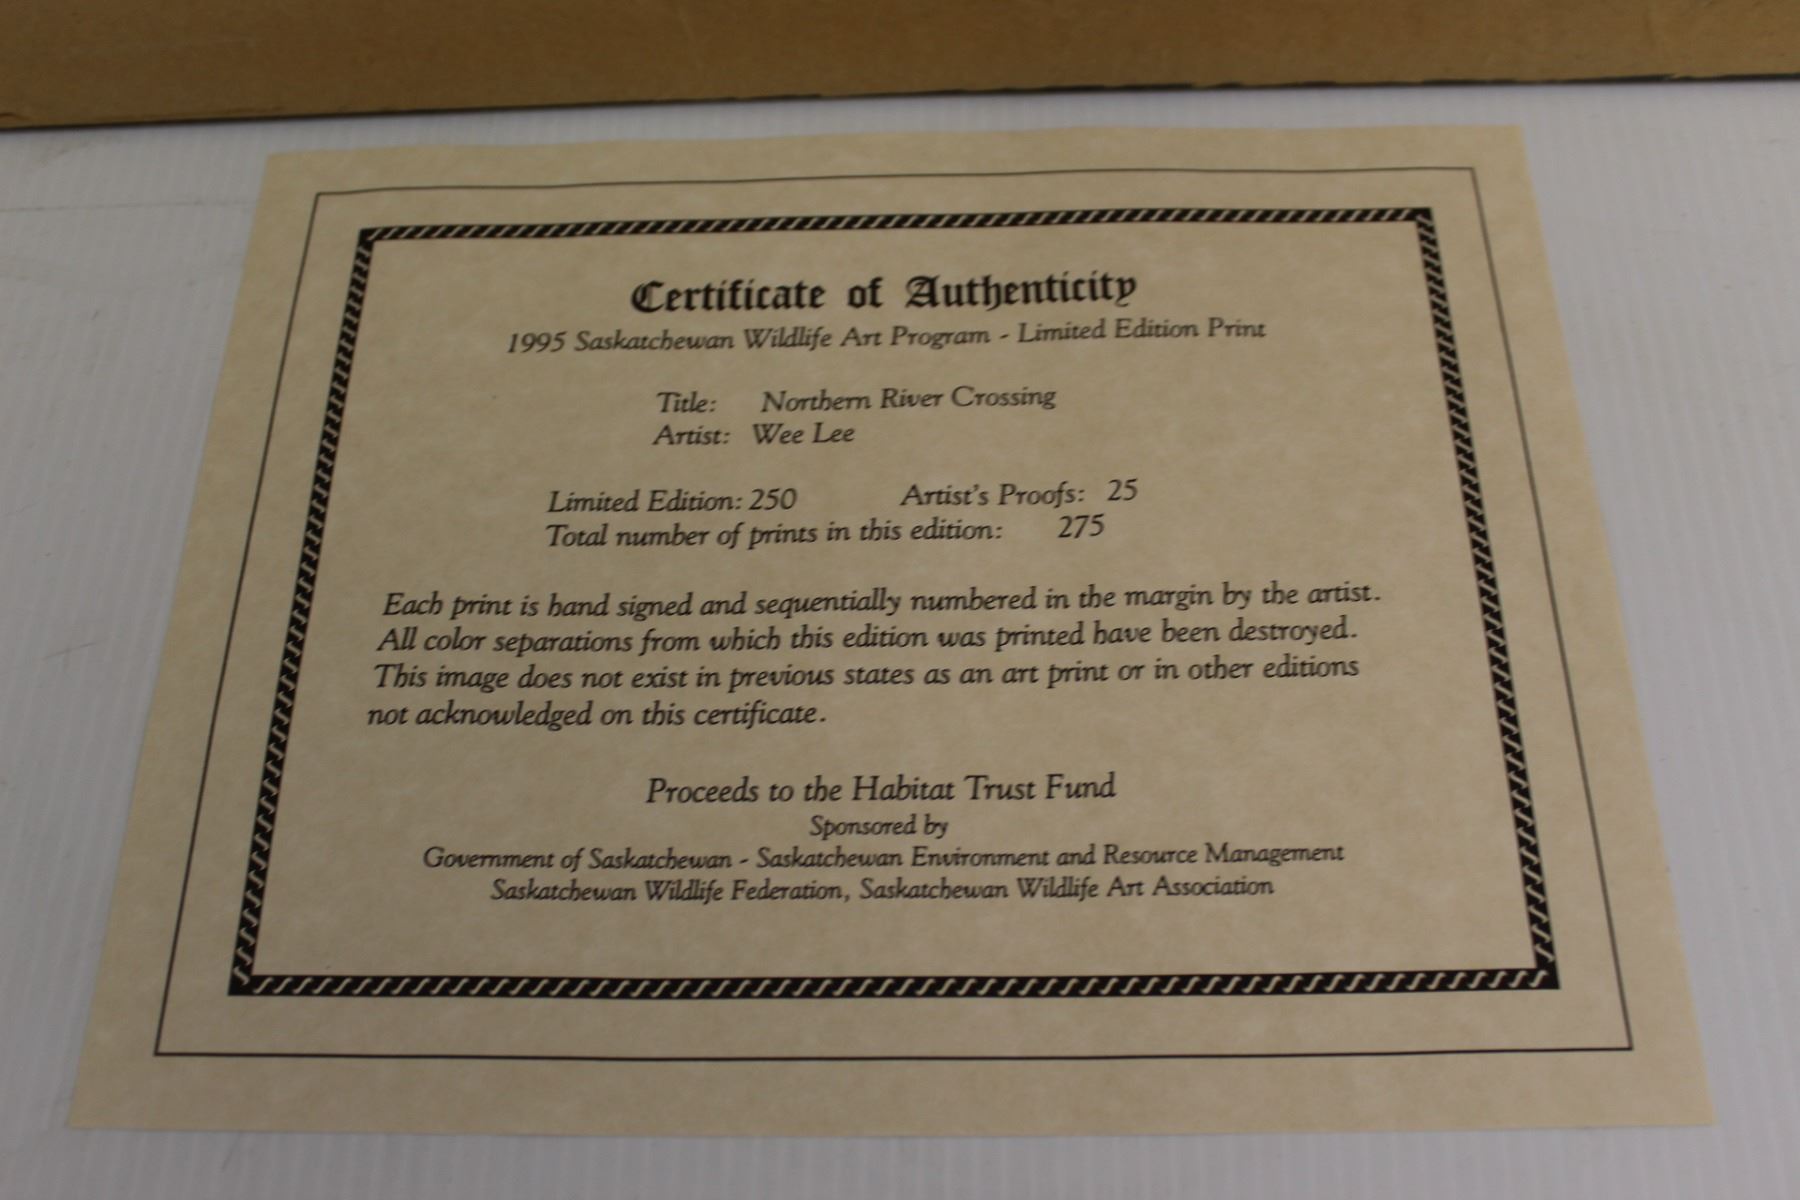 Certificate of Authenticity
1995 Saskatchewan Wildlife Art Program - Limited Edition Print
Title: Northern River Crossing
Artist: Wee Lee
Limited Edition: 250 Artist's Proofs: 25
Total number of prints in this edition: 275
Each print is hand signed and sequentially numbered in the margin by the artist.
All color separations from which this edition was printed have been destroyed.
This image does not exist in previous states as an art print or in other editions
not acknowledged on this certificate.
Proceeds to the Habitat Trust Fund
Sponsored by
Government of Saskatchewan - Saskatchewan Environment and Resource Management
Saskatchewan Wildlife Federation, Saskatchewan Wildlife Art Association